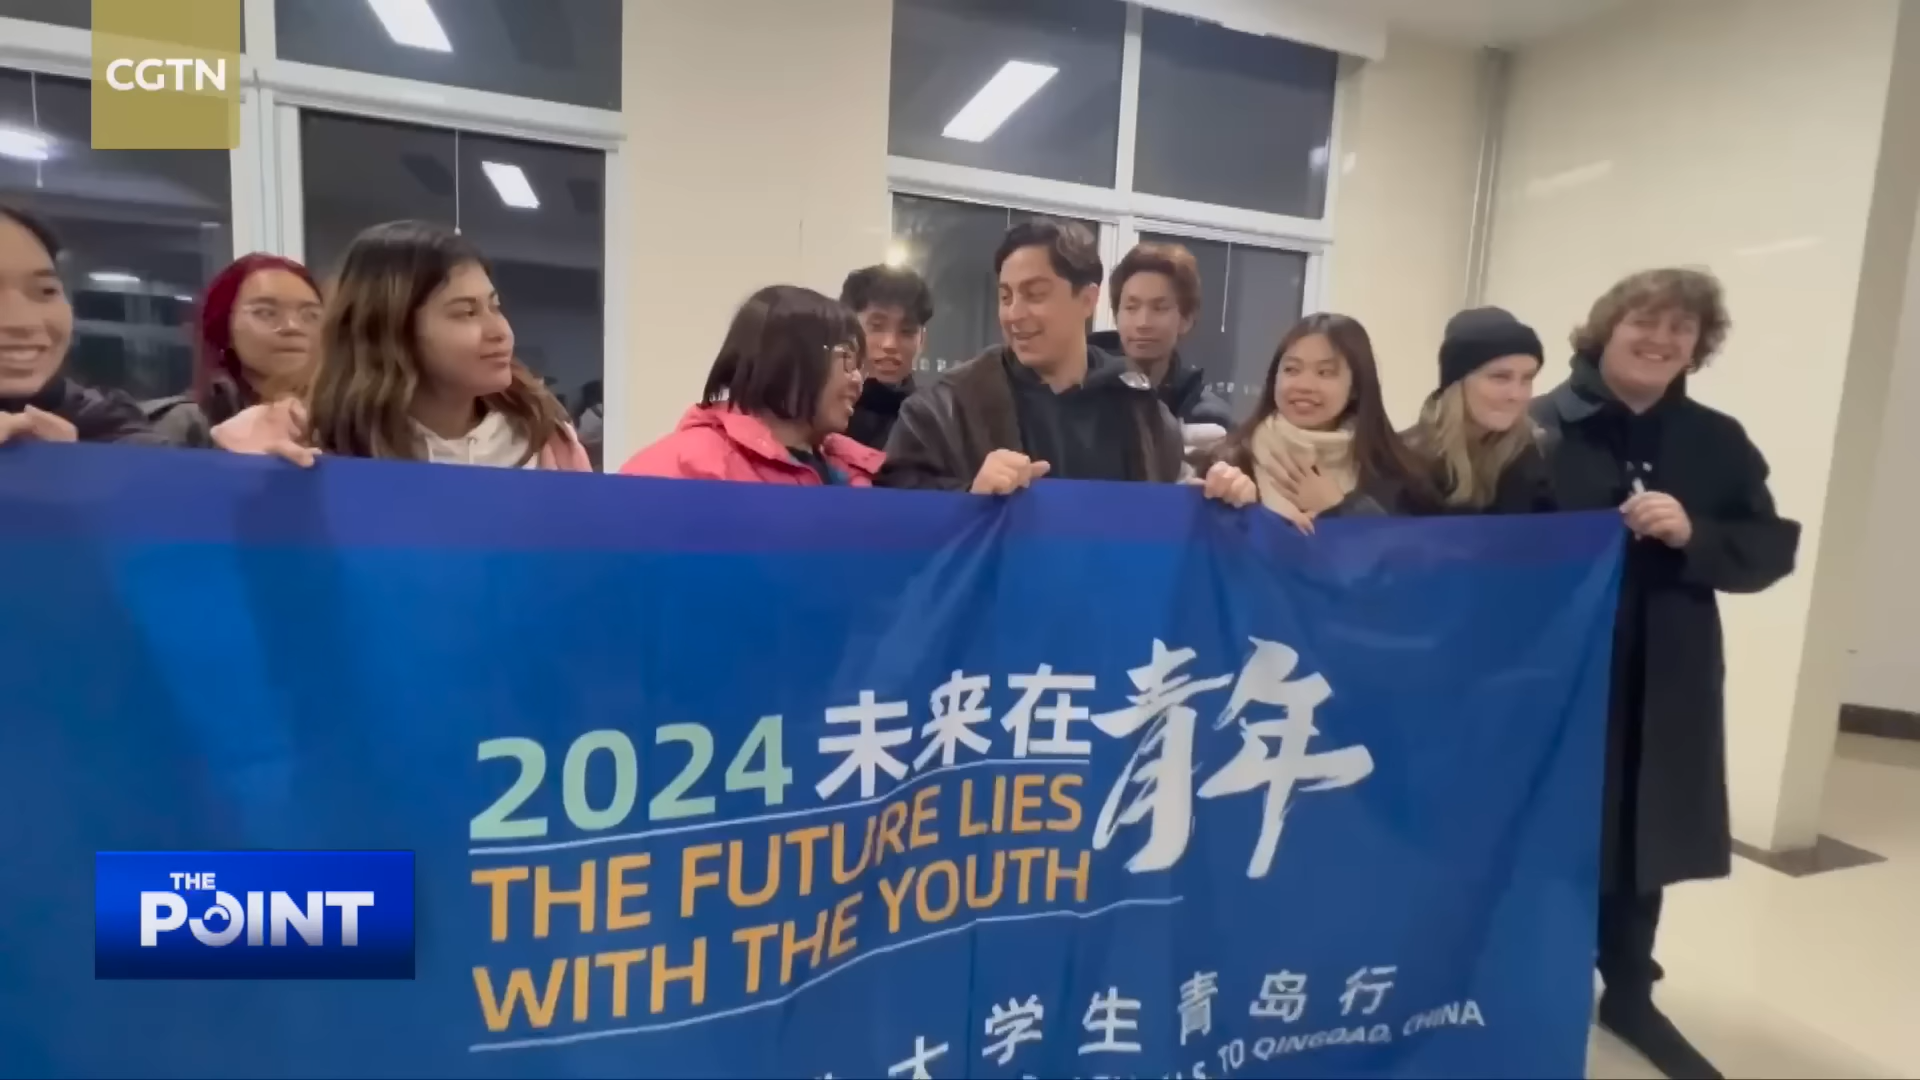 CGTN
2024 未来在青年
THE FUTURE LIES
WITH THE YOUTH
THE
POINT
大学生青岛行
TO QINGDAO, CHINA